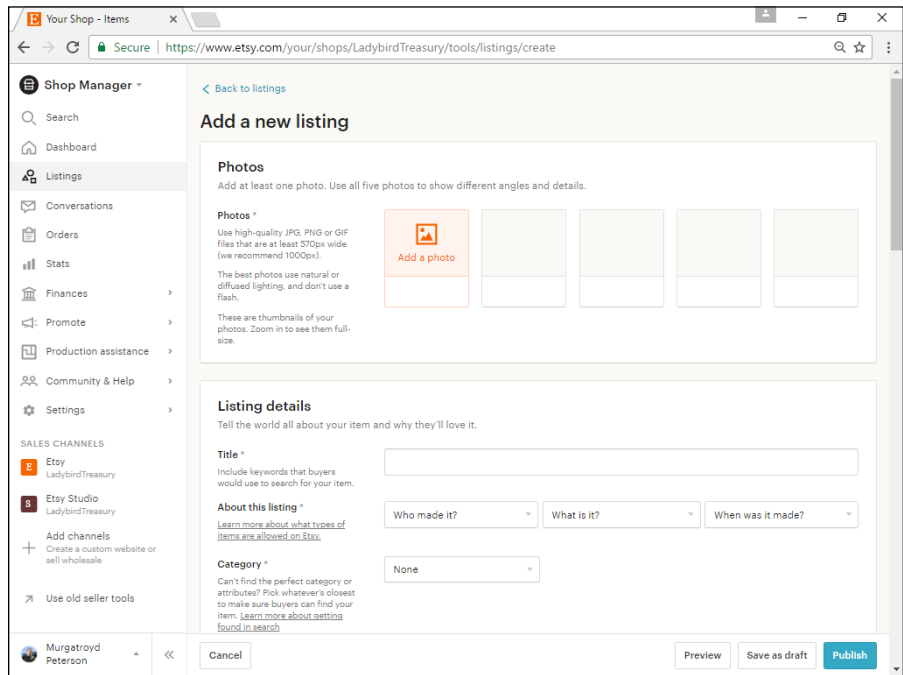 Your Shop - Items
Secure | https://www.etsy.com/your/shops/LadybirdTreasury/tools/listings/create
Shop Manager
Search
Dashboard
Listings
Conversations
Orders
Stats
Finances
Promote
Production assistance
Community & Help
Settings
SALES CHANNELS
E
Etsy
LadybirdTreasury
S
Etsy Studio
LadybirdTreasury
Add channels
Create a custom website or
sell wholesale
Use old seller tools
Murgatroyd
Peterson
Back to listings
Add a new listing
Photos
Add at least one photo. Use all five photos to show different angles and details.
Photos *
Use high-quality JPG, PNG or GIF
files that are at least 570px wide
(we recommend 1000px).
The best photos use natural or
diffused lighting, and don't use a
flash.
These are thumbnails of your
photos. Zoom in to see them full-
size.
Add a photo
Listing details
Tell the world all about your item and why they'll love it.
Title *
Include keywords that buyers
would use to search for your item.
About this listing *
Learn more about what types of
items are allowed on Etsy.
Who made it? What is it? When was it made?
Category *
Can't find the perfect category or
attributes? Pick whatever's closest
to make sure buyers can find your
item. Learn more about getting
found in search
None
Cancel Preview Save as draft Publish